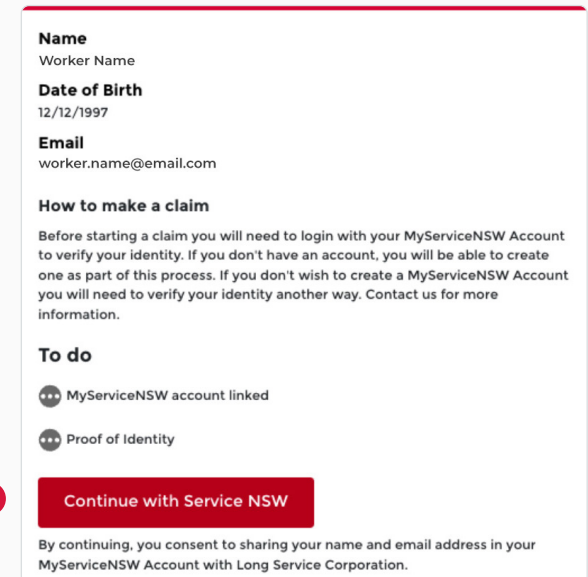 Name
Worker Name
Date of Birth
12/12/1997
Email
worker.name@email.com
How to make a claim
Before starting a claim you will need to login with your MyServiceNSW Account
to verify your identity. If you don't have an account, you will be able to create
one as part of this process. If you don't wish to create a MyServiceNSW Account
you will need to verify your identity another way. Contact us for more
information.
To do
MyServiceNSW account linked
Proof of Identity
Continue with Service NSW
By continuing, you consent to sharing your name and email address in your
MyServiceNSW Account with Long Service Corporation.